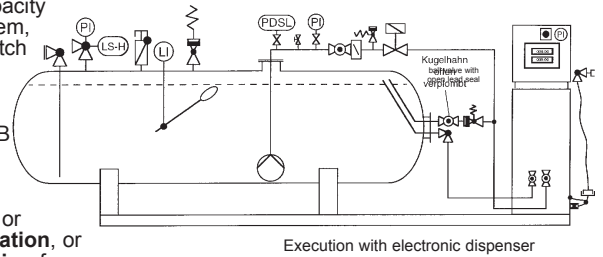 pacity
em,
tch
B
or
ation, or
PI
LS-H
LI
PDSL
PI
PI
Kugelhahn
offen
verplombt
ball valve with
open lead seal
Execution with electronic dispenser